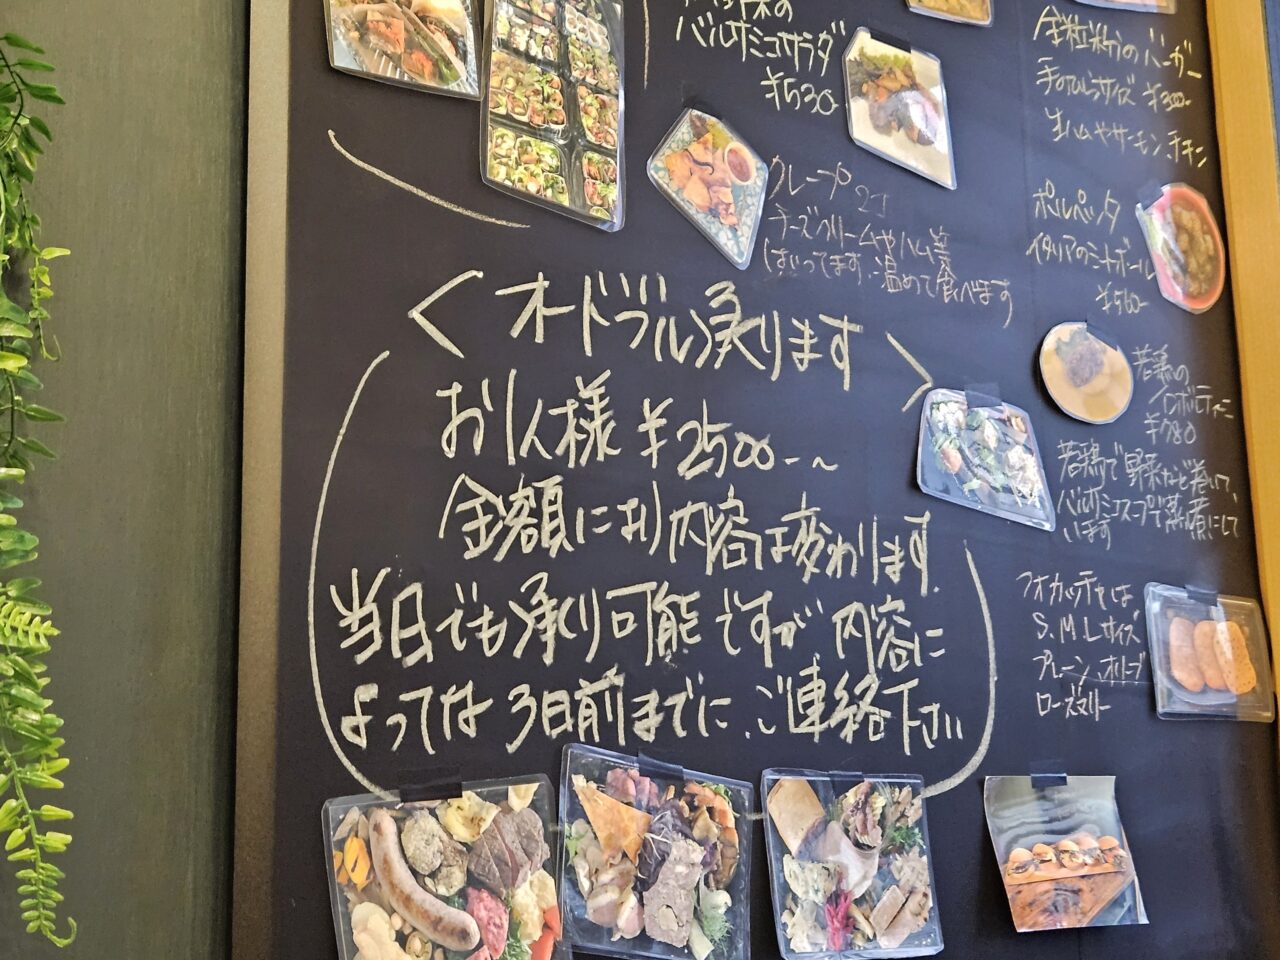 バルサミコサラダ
¥530-
クレープ 2コ
チーズクリームやハム等
はいってます。温めて食べます
全粒粉のバーガー
手のひらサイズ ¥300-
生ハムやサーモン、チキン
ポルペッタ
イタリアのミートボール
¥560-
若鶏の
インボルティーニ
¥780
若鶏で野菜など巻いて、
バルサミコスープで煮にして
います
フォカッチャは
S、M、Lサイズ
プレーン、オリーブ
ローズマリー
<オードブル承ります>
お1人様 ¥2500-～
金額により内容は変わります。
当日でも承り可能ですが、内容に
よっては3日前までに、ご連絡下さい